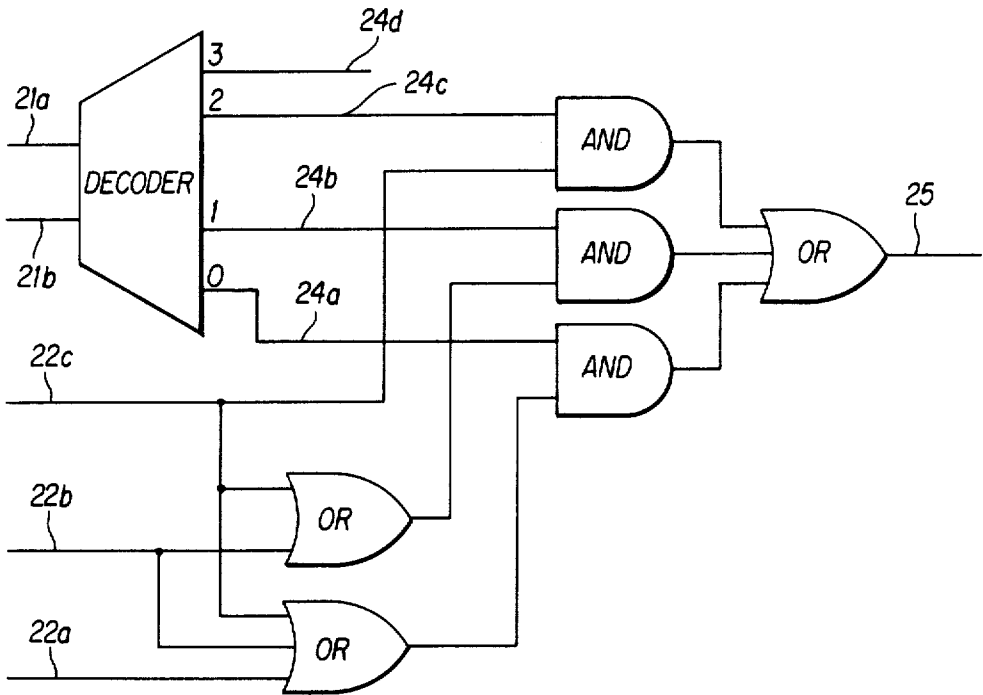 3
24d
2
24c
21a
AND
DECODER
1
24b
25
21b
AND
OR
0
24a
22c
AND
22b
OR
22a
OR